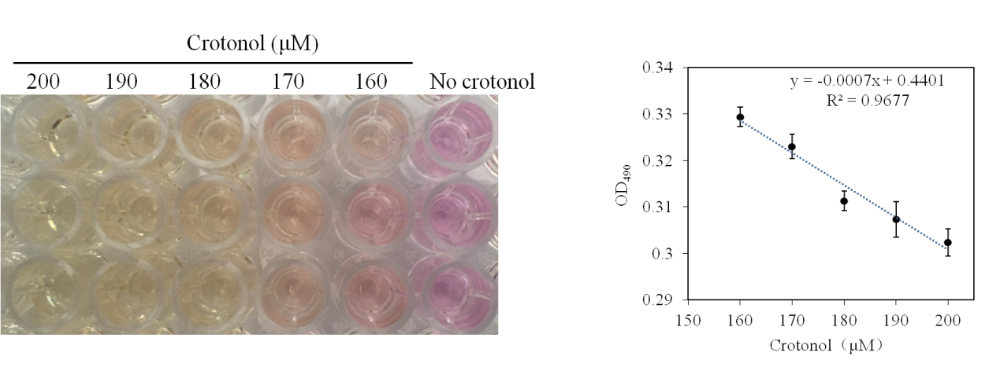 Crotonol (μM)
200 190 180 170 160 No crotonol
0.34
0.33
0.32
0.31
0.3
0.29
OD490
y = -0.0007x + 0.4401
R² = 0.9677
150 160 170 180 190 200
Crotonol（μM）